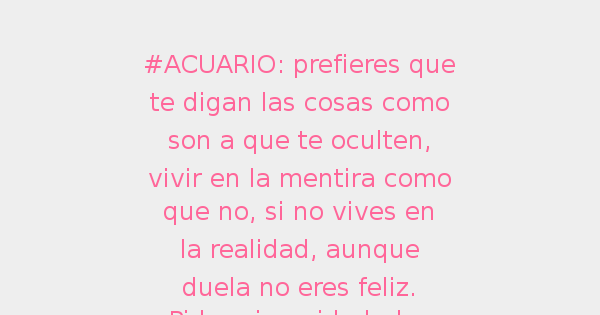 #ACUARIO: prefieres que
te digan las cosas como
son a que te oculten,
vivir en la mentira como
que no, si no vives en
la realidad, aunque
duela no eres feliz.